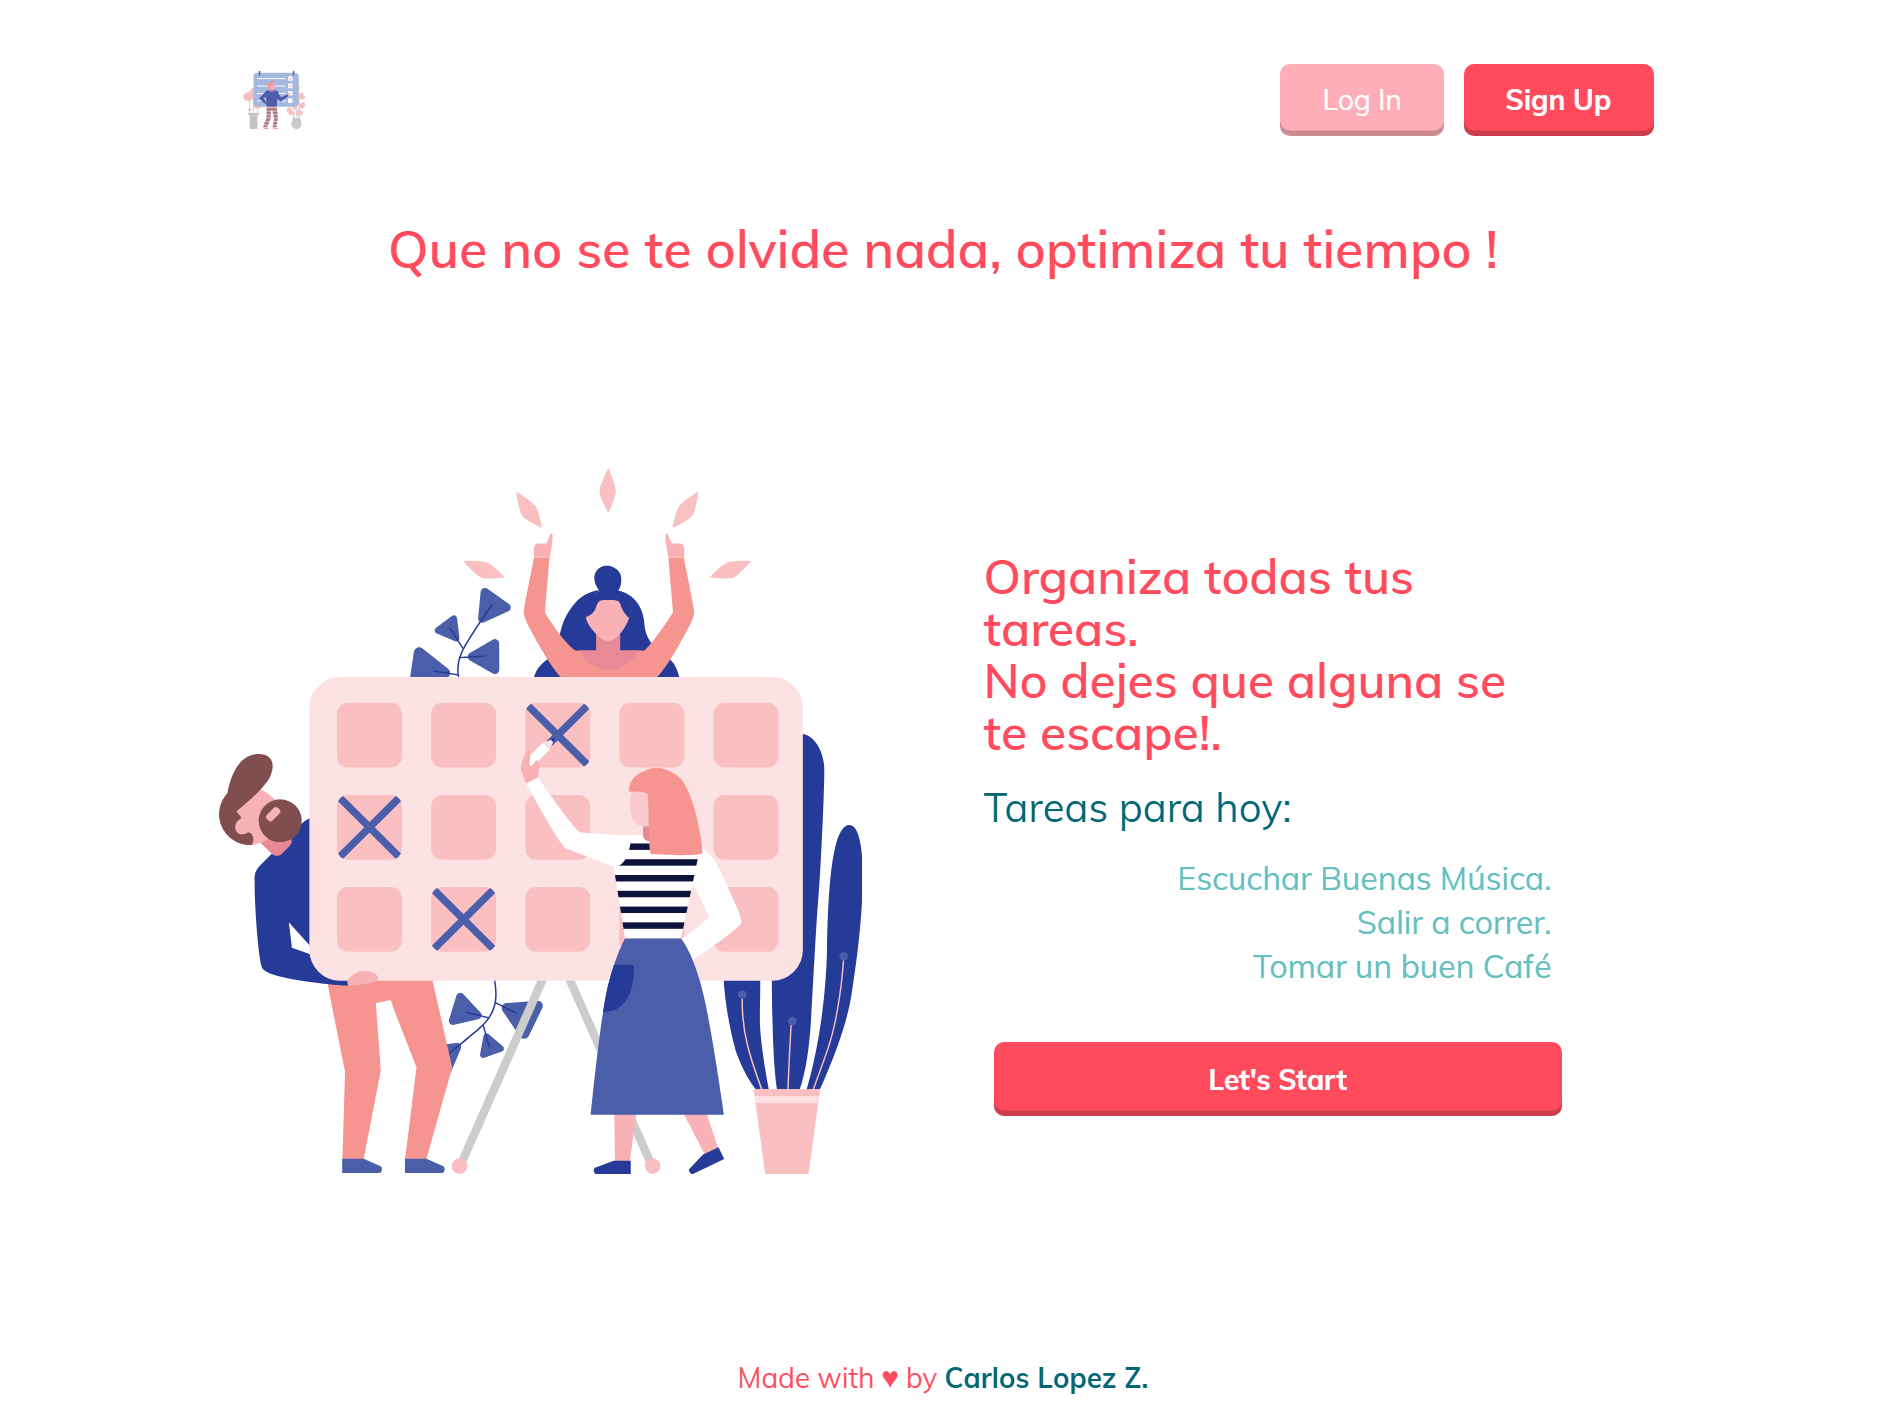 Log In
Sign Up
Que no se te olvide nada, optimiza tu tiempo !
Organiza todas tus
tareas.
No dejes que alguna se
te escape!.
Tareas para hoy:
Escuchar Buenas Música.
Salir a correr.
Tomar un buen Café
Let's Start
Made with ♥ by Carlos Lopez Z.